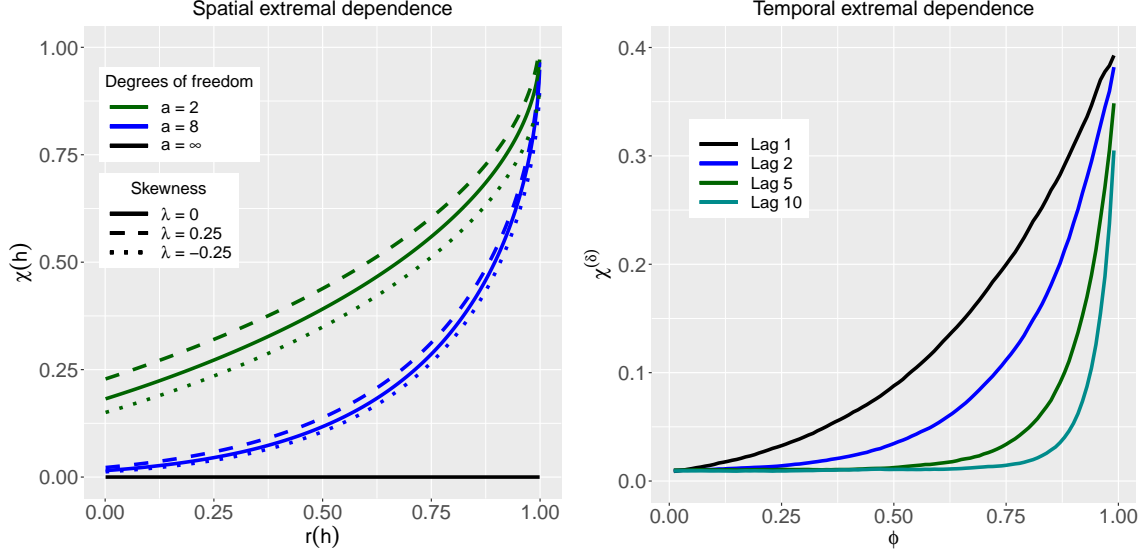 Spatial extremal dependence
1.00
0.75
0.50
0.25
0.00
χ(h)
Degrees of freedom
a = 2
a = 8
a = ∞
Skewness
λ = 0
λ = 0.25
λ = −0.25
0.00 0.25 0.50 0.75 1.00
r(h)
Temporal extremal dependence
0.4
0.3
0.2
0.1
0.0
χ(δ)
Lag 1
Lag 2
Lag 5
Lag 10
0.00 0.25 0.50 0.75 1.00
ϕ